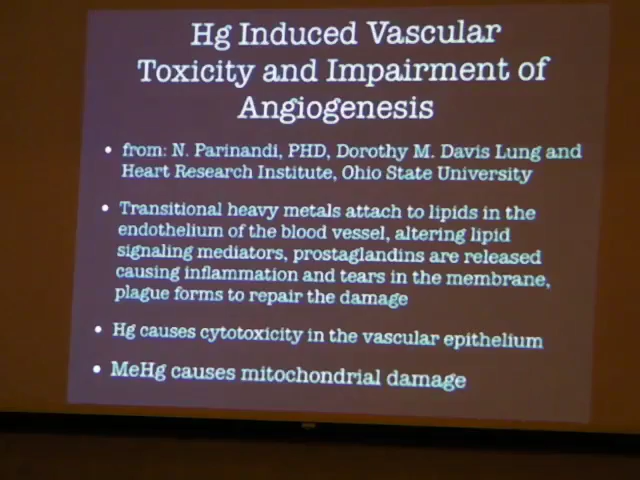 Hg Induced Vascular
Toxicity and Impairment of
Angiogenesis
• from: N. Parinandi, PHD, Dorothy M. Davis Lung and
Heart Research Institute, Ohio State University
• Transitional heavy metals attach to lipids in the
endothelium of the blood vessel, altering lipid
signaling mediators, prostaglandins are released
causing inflammation and tears in the membrane,
plague forms to repair the damage
• Hg causes cytotoxicity in the vascular epithelium
• MeHg causes mitochondrial damage